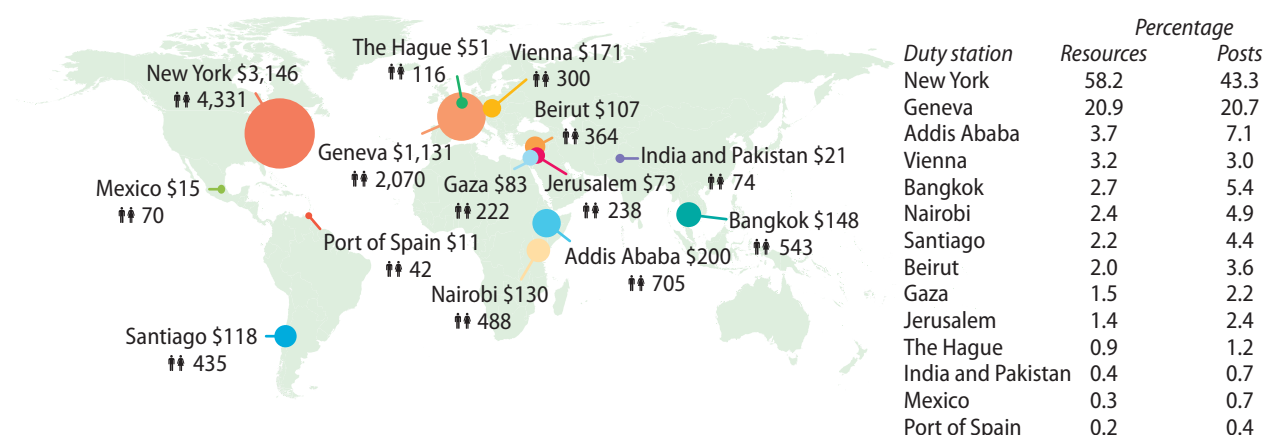 The Hague $51
116
Vienna $171
300
New York $3,146
4,331
Beirut $107
364
Geneva $1,131
2,070
India and Pakistan $21
74
Mexico $15
70
Gaza $83
222
Jerusalem $73
238
Port of Spain $11
42
Bangkok $148
543
Addis Ababa $200
705
Nairobi $130
488
Santiago $118
435
Percentage
Duty station Resources Posts
New York 58.2 43.3
Geneva 20.9 20.7
Addis Ababa 3.7 7.1
Vienna 3.2 3.0
Bangkok 2.7 5.4
Nairobi 2.4 4.9
Santiago 2.2 4.4
Beirut 2.0 3.6
Gaza 1.5 2.2
Jerusalem 1.4 2.4
The Hague 0.9 1.2
India and Pakistan 0.4 0.7
Mexico 0.3 0.7
Port of Spain 0.2 0.4